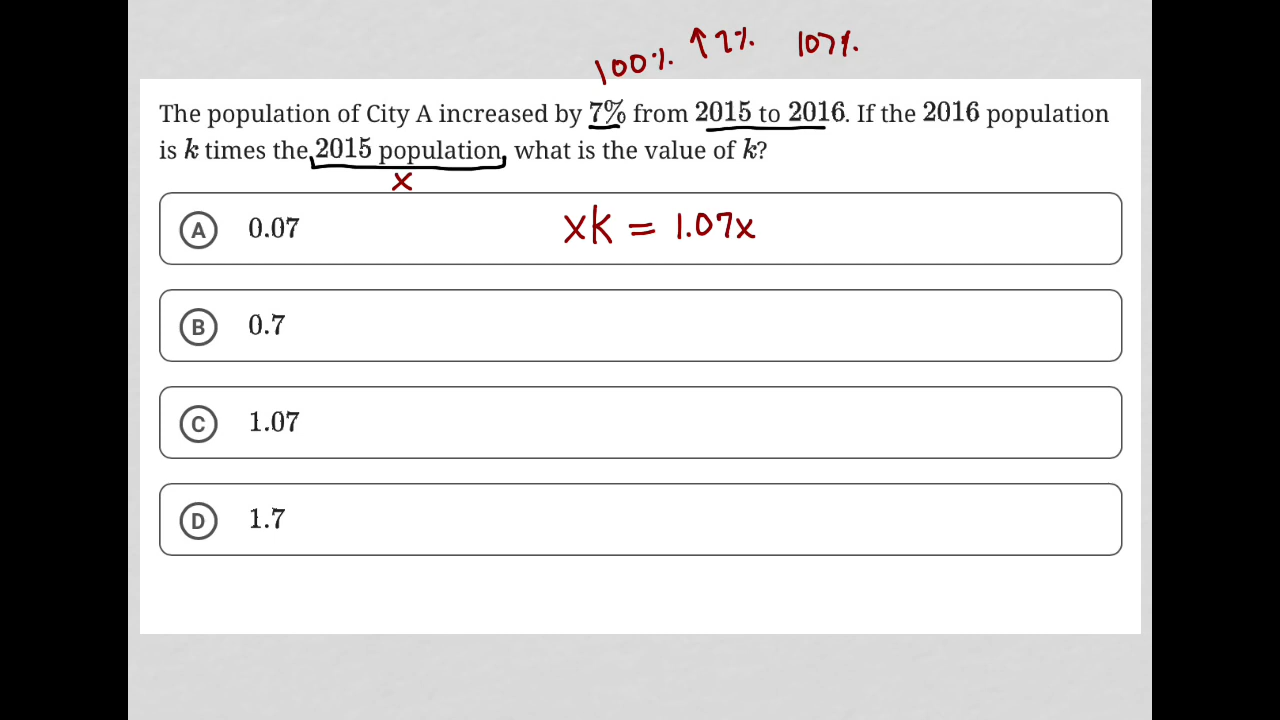 100% ↑7% 107%
The population of City A increased by 7% from 2015 to 2016. If the 2016 population
is k times the 2015 population, what is the value of k?
x
A 0.07
xk = 1.07x
B 0.7
C 1.07
D 1.7